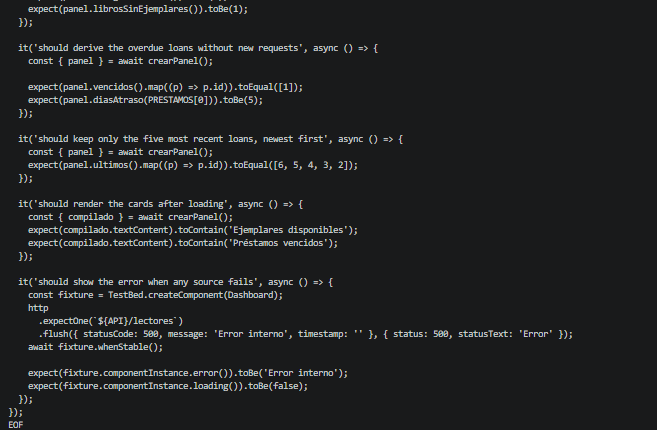 expect(panel.librosSinEjemplares()).toBe(1);
});
it('should derive the overdue loans without new requests', async () => {
const { panel } = await crearPanel();
expect(panel.vencidos().map((p) => p.id)).toEqual([1]);
expect(panel.diasAtraso(PRESTAMOS[0])).toBe(5);
});
it('should keep only the five most recent loans, newest first', async () => {
const { panel } = await crearPanel();
expect(panel.ultimos().map((p) => p.id)).toEqual([6, 5, 4, 3, 2]);
});
it('should render the cards after loading', async () => {
const { compilado } = await crearPanel();
expect(compilado.textContent).toContain('Ejemplares disponibles');
expect(compilado.textContent).toContain('Préstamos vencidos');
});
it('should show the error when any source fails', async () => {
const fixture = TestBed.createComponent(Dashboard);
http
.expectOne(`${API}/lectores`)
.flush({ statusCode: 500, message: 'Error interno', timestamp: '' }, { status: 500, statusText: 'Error' });
await fixture.whenStable();
expect(fixture.componentInstance.error()).toBe('Error interno');
expect(fixture.componentInstance.loading()).toBe(false);
});
});
EOF